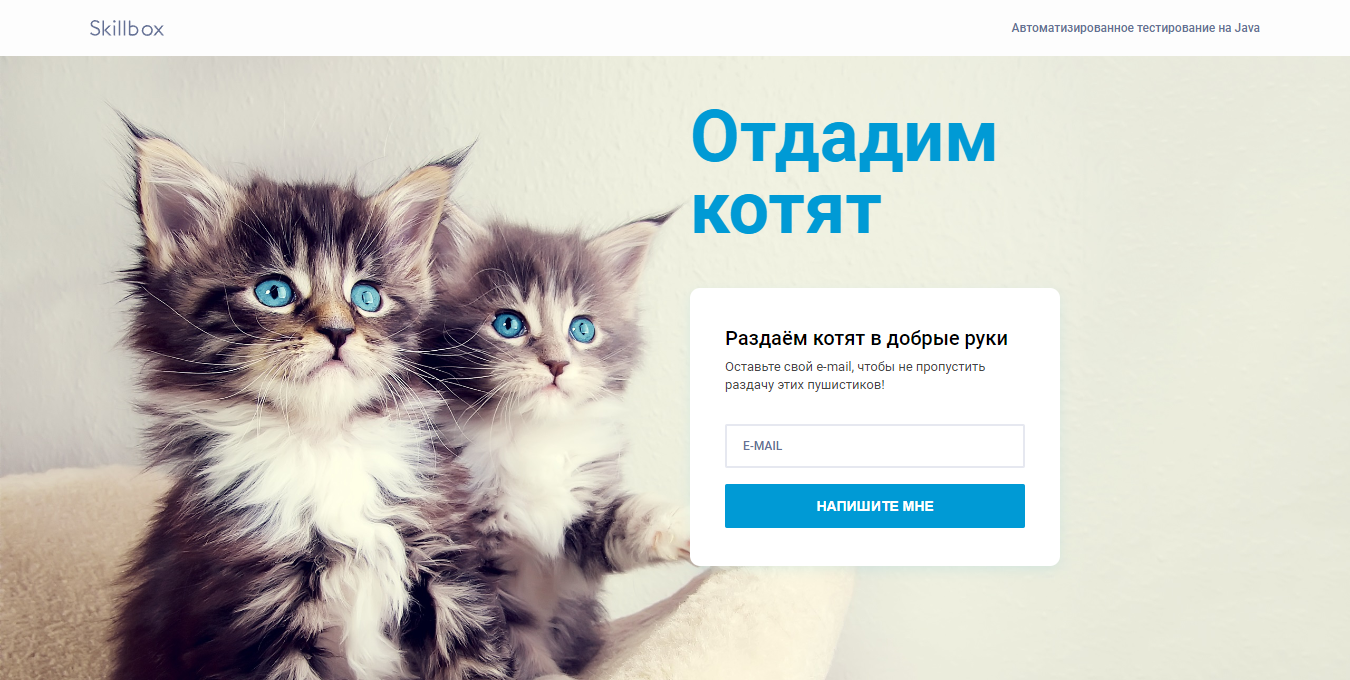 Skillbox
Автоматизированное тестирование на Java
Отдадим
котят
Раздаём котят в добрые руки
Оставьте свой e-mail, чтобы не пропустить
раздачу этих пушистиков!
E-MAIL
НАПИШИТЕ МНЕ